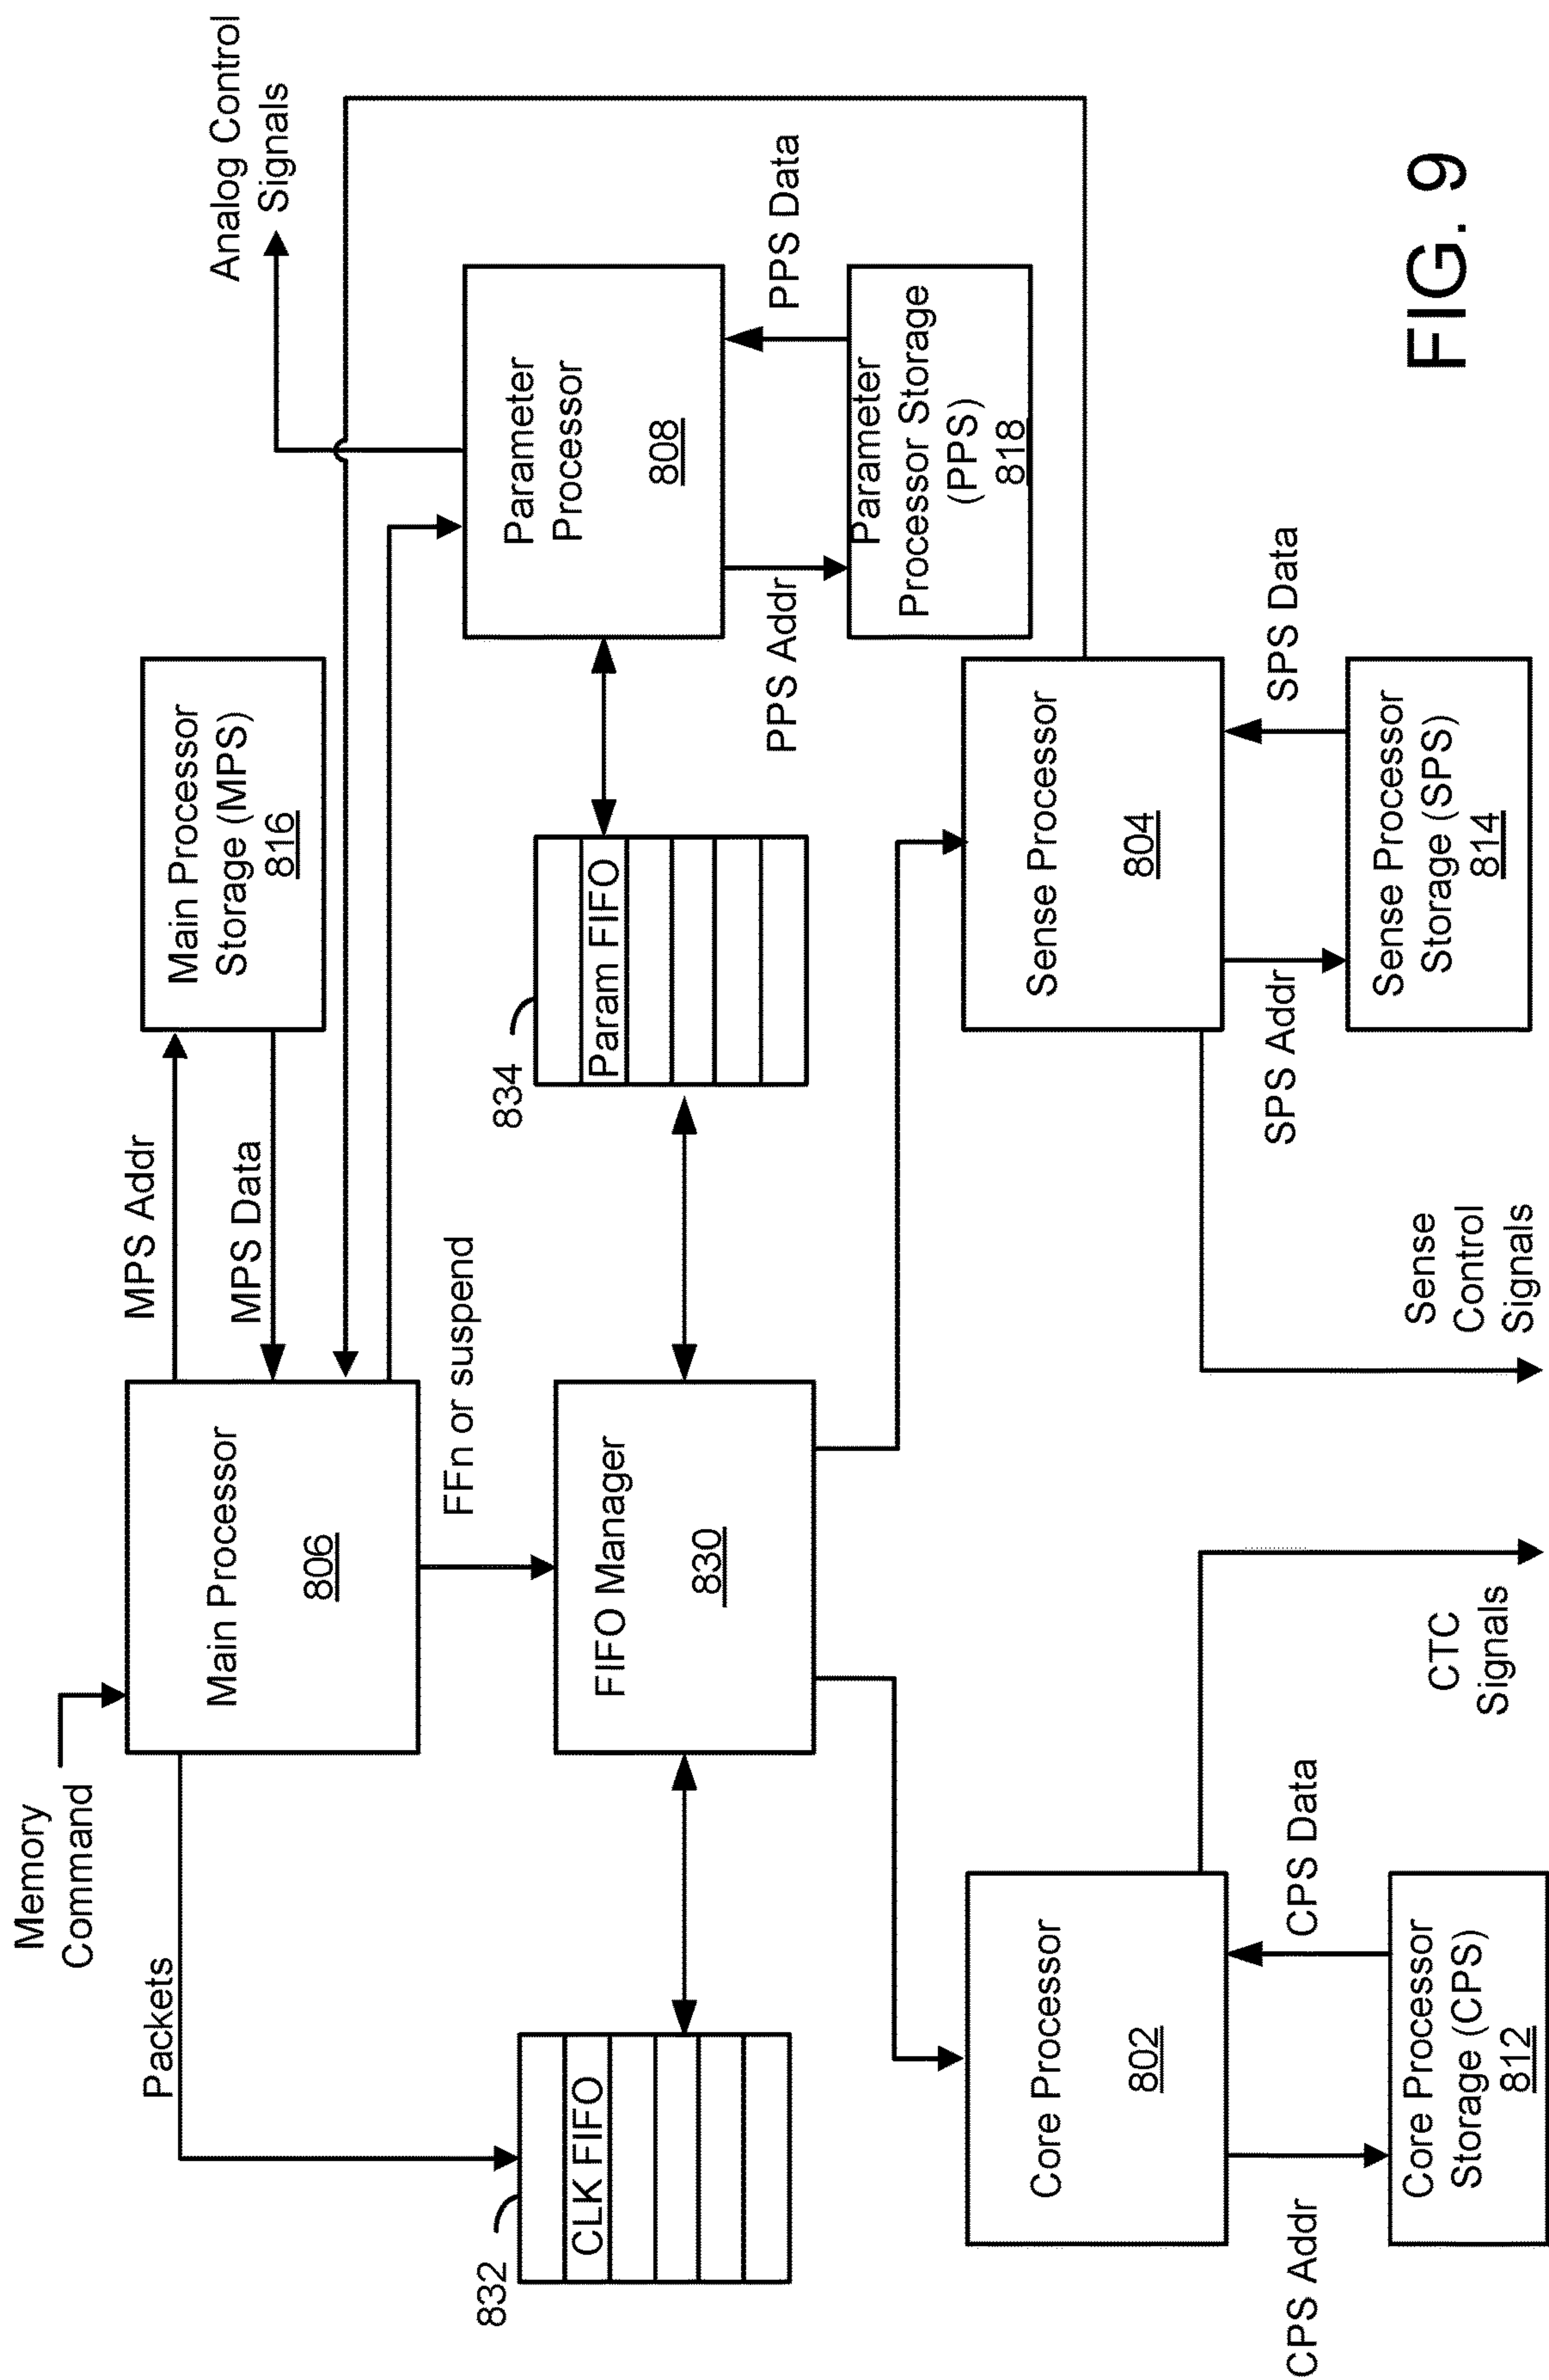 Memory
Command
Packets
Main Processor
806
MPS Addr
MPS Data
Main Processor
Storage (MPS)
816
Analog Control
Signals
FFn or suspend
832
CLK FIFO
FIFO Manager
830
834
Param FIFO
Parameter
Processor
808
PPS Addr
PPS Data
Parameter
Processor Storage
(PPS)
818
Core Processor
802
CPS Addr
CPS Data
Core Processor
Storage (CPS)
812
CTC
Signals
Sense
Control
Signals
Sense Processor
804
SPS Addr
SPS Data
Sense Processor
Storage (SPS)
814
FIG. 9